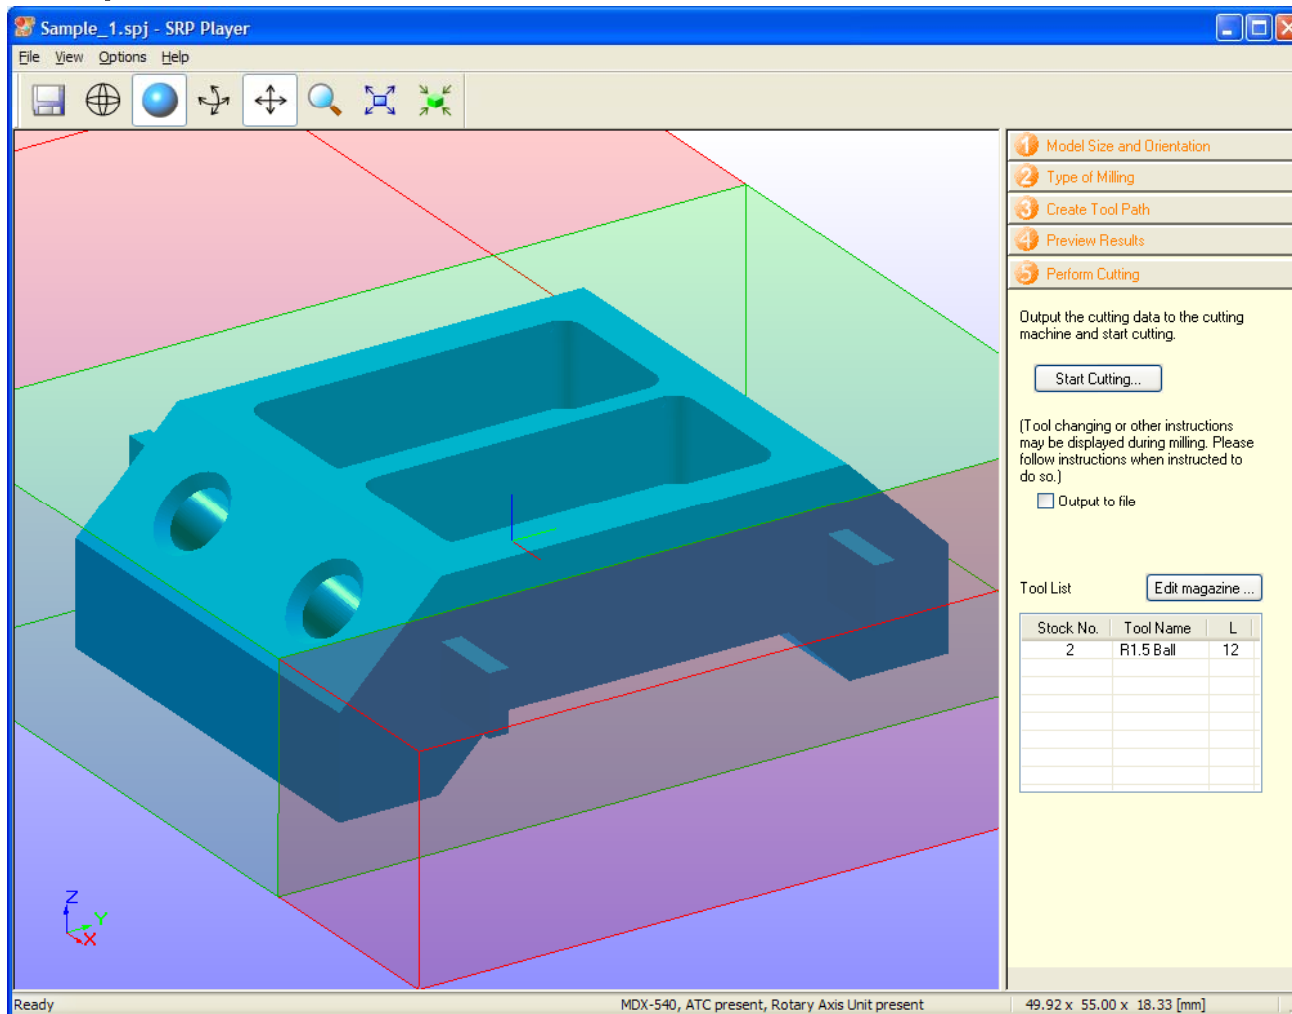 Sample_1.spj - SRP Player
File View Options Help
1 Model Size and Orientation
2 Type of Milling
3 Create Tool Path
4 Preview Results
5 Perform Cutting
Output the cutting data to the cutting
machine and start cutting.
Start Cutting...
(Tool changing or other instructions
may be displayed during milling. Please
follow instructions when instructed to
do so.)
Output to file
Tool List Edit magazine ...
Stock No. Tool Name L
2 R1.5 Ball 12
Z
Y
X
Ready MDX-540, ATC present, Rotary Axis Unit present 49.92 x 55.00 x 18.33 [mm]